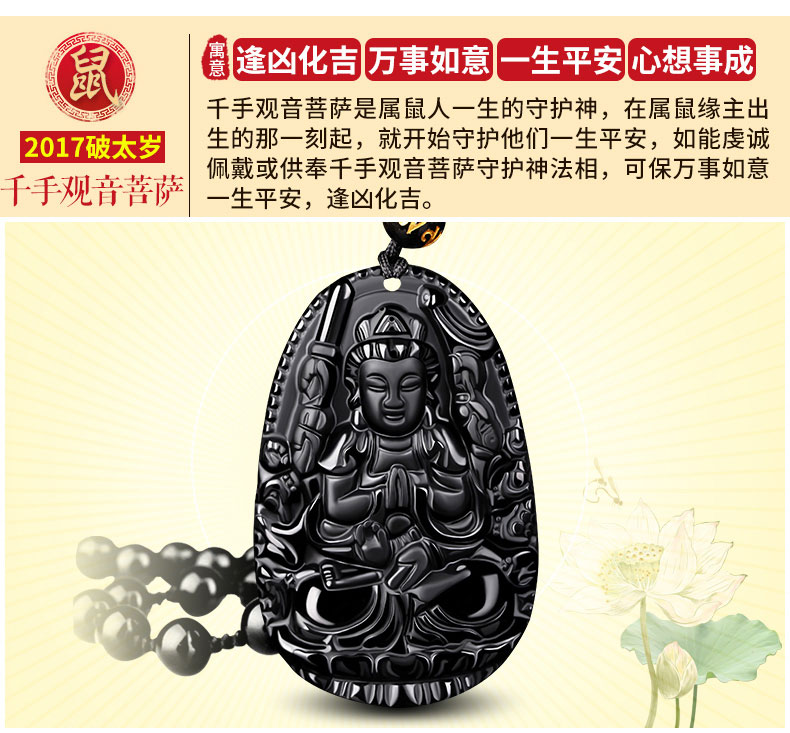 鼠
2017破太岁
千手观音菩萨
寓意 逢凶化吉 万事如意 一生平安 心想事成
千手观音菩萨是属鼠人一生的守护神，在属鼠缘主出
生的那一刻起，就开始守护他们一生平安，如能虔诚
佩戴或供奉千手观音菩萨守护神法相，可保万事如意
一生平安，逢凶化吉。